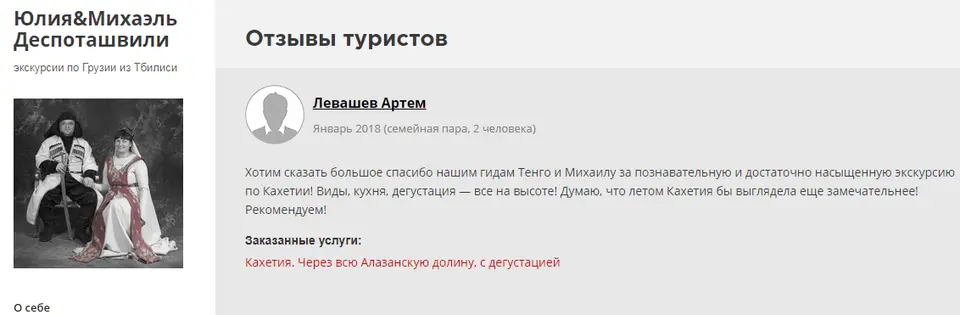 Юлия&Михаэль
Деспоташвили
экскурсии по Грузии из Тбилиси
О себе
Отзывы туристов
Левашев Артем
Январь 2018 (семейная пара, 2 человека)
Хотим сказать большое спасибо нашим гидам Тенго и Михаилу за познавательную и достаточно насыщенную экскурсию
по Кахетии! Виды, кухня, дегустация — все на высоте! Думаю, что летом Кахетия бы выглядела еще замечательнее!
Рекомендуем!
Заказанные услуги:
Кахетия. Через всю Алазанскую долину, с дегустацией